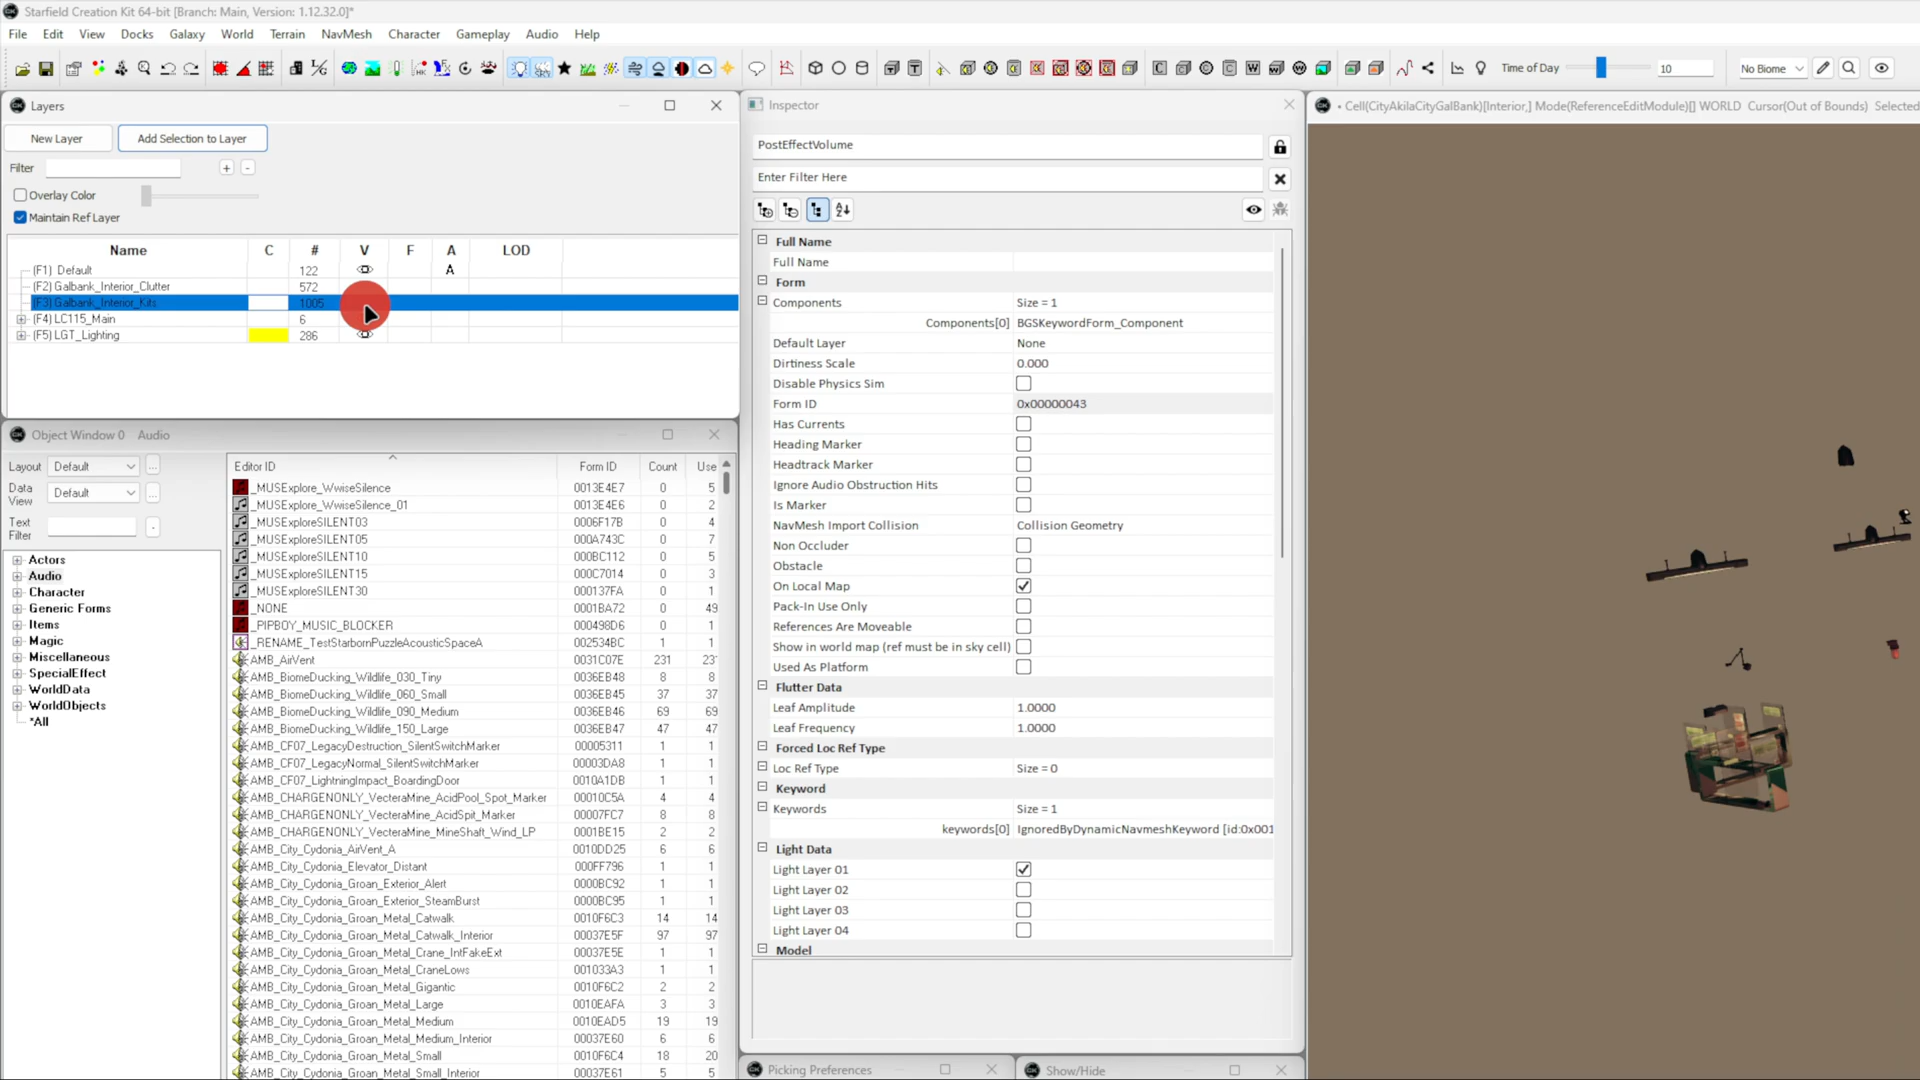 Starfield Creation Kit 64-bit [Branch: Main, Version: 1.12.32.0]*
File Edit View Docks Galaxy World Terrain NavMesh Character Gameplay Audio Help
Time of Day 10 No Biome
Layers
New Layer Add Selection to Layer
Filter + -
Overlay Color
Maintain Ref Layer
Name C # V F A LOD
(F1) Default 122 A
(F2) Galbank_Interior_Clutter 572
(F3) Galbank_Interior_Kits 1005
(F4) LC115_Main 6
(F5) LGT_Lighting 286
Object Window 0 Audio
Layout Default ...
Data View Default ...
Text Filter
Actors
Audio
Character
Generic Forms
Items
Magic
Miscellaneous
SpecialEffect
WorldData
WorldObjects
*All
Editor ID Form ID Count Use
_MUSExplore_WwiseSilence 0013E4E7 0 5
_MUSExplore_WwiseSilence_01 0013E4E6 0 2
_MUSExploreSILENT03 0006F17B 0 4
_MUSExploreSILENT05 000A743C 0 7
_MUSExploreSILENT10 000BC112 0 5
_MUSExploreSILENT15 000C7014 0 3
_MUSExploreSILENT30 000137FA 0 1
_NONE 0001BA72 0 49
_PIPBOY_MUSIC_BLOCKER 000498D6 0 1
_RENAME_TestStarbornPuzzleAcousticSpaceA 002534BC 1 1
AMB_AirVent 0031C07E 231 23
AMB_BiomeDucking_Wildlife_030_Tiny 0036EB48 8 8
AMB_BiomeDucking_Wildlife_060_Small 0036EB45 37 37
AMB_BiomeDucking_Wildlife_090_Medium 0036EB46 69 69
AMB_BiomeDucking_Wildlife_150_Large 0036EB47 47 47
AMB_CF07_LegacyDestruction_SilentSwitchMarker 00005311 1 1
AMB_CF07_LegacyNormal_SilentSwitchMarker 00003DA8 1 1
AMB_CF07_LightningImpact_BoardingDoor 0010A1DB 1 1
AMB_CHARGENONLY_VecteraMine_AcidPool_Spot_Marker 00010C5A 4 4
AMB_CHARGENONLY_VecteraMine_AcidSpit_Marker 00007FC7 8 8
AMB_CHARGENONLY_VecteraMine_MineShaft_Wind_LP 0001BE15 2 2
AMB_City_Cydonia_AirVent_A 0010DD25 6 6
AMB_City_Cydonia_Elevator_Distant 000FF796 1 1
AMB_City_Cydonia_Groan_Exterior_Alert 0000BC92 1 1
AMB_City_Cydonia_Groan_Exterior_SteamBurst 0000BC95 1 1
AMB_City_Cydonia_Groan_Metal_Catwalk 0010F6C3 14 14
AMB_City_Cydonia_Groan_Metal_Catwalk_Interior 00037E5F 97 97
AMB_City_Cydonia_Groan_Metal_Crane_IntFakeExt 00037E5E 1 1
AMB_City_Cydonia_Groan_Metal_CraneLows 001033A3 1 1
AMB_City_Cydonia_Groan_Metal_Gigantic 0010F6C2 2 2
AMB_City_Cydonia_Groan_Metal_Large 0010EAFA 3 3
AMB_City_Cydonia_Groan_Metal_Medium 0010EAD5 19 19
AMB_City_Cydonia_Groan_Metal_Medium_Interior 00037E60 6 6
AMB_City_Cydonia_Groan_Metal_Small 0010F6C4 18 20
AMB_City_Cydonia_Groan_Metal_Small_Interior 00037E61 5 5
Inspector
PostEffectVolume
Enter Filter Here
Full Name
Full Name
Form
Components Size = 1
Components[0] BGSKeywordForm_Component
Default Layer None
Dirtiness Scale 0.000
Disable Physics Sim
Form ID 0x00000043
Has Currents
Heading Marker
Headtrack Marker
Ignore Audio Obstruction Hits
Is Marker
NavMesh Import Collision Collision Geometry
Non Occluder
Obstacle
On Local Map
Pack-In Use Only
References Are Moveable
Show in world map (ref must be in sky cell)
Used As Platform
Flutter Data
Leaf Amplitude 1.0000
Leaf Frequency 1.0000
Forced Loc Ref Type
Loc Ref Type Size = 0
Keyword
Keywords Size = 1
keywords[0] IgnoredByDynamicNavmeshKeyword [id:0x001
Light Data
Light Layer 01
Light Layer 02
Light Layer 03
Light Layer 04
Model
Picking Preferences
Show/Hide
• Cell(CityAkilaCityGalBank)[Interior,] Mode(ReferenceEditModule)[] WORLD Cursor(Out of Bounds) Selected